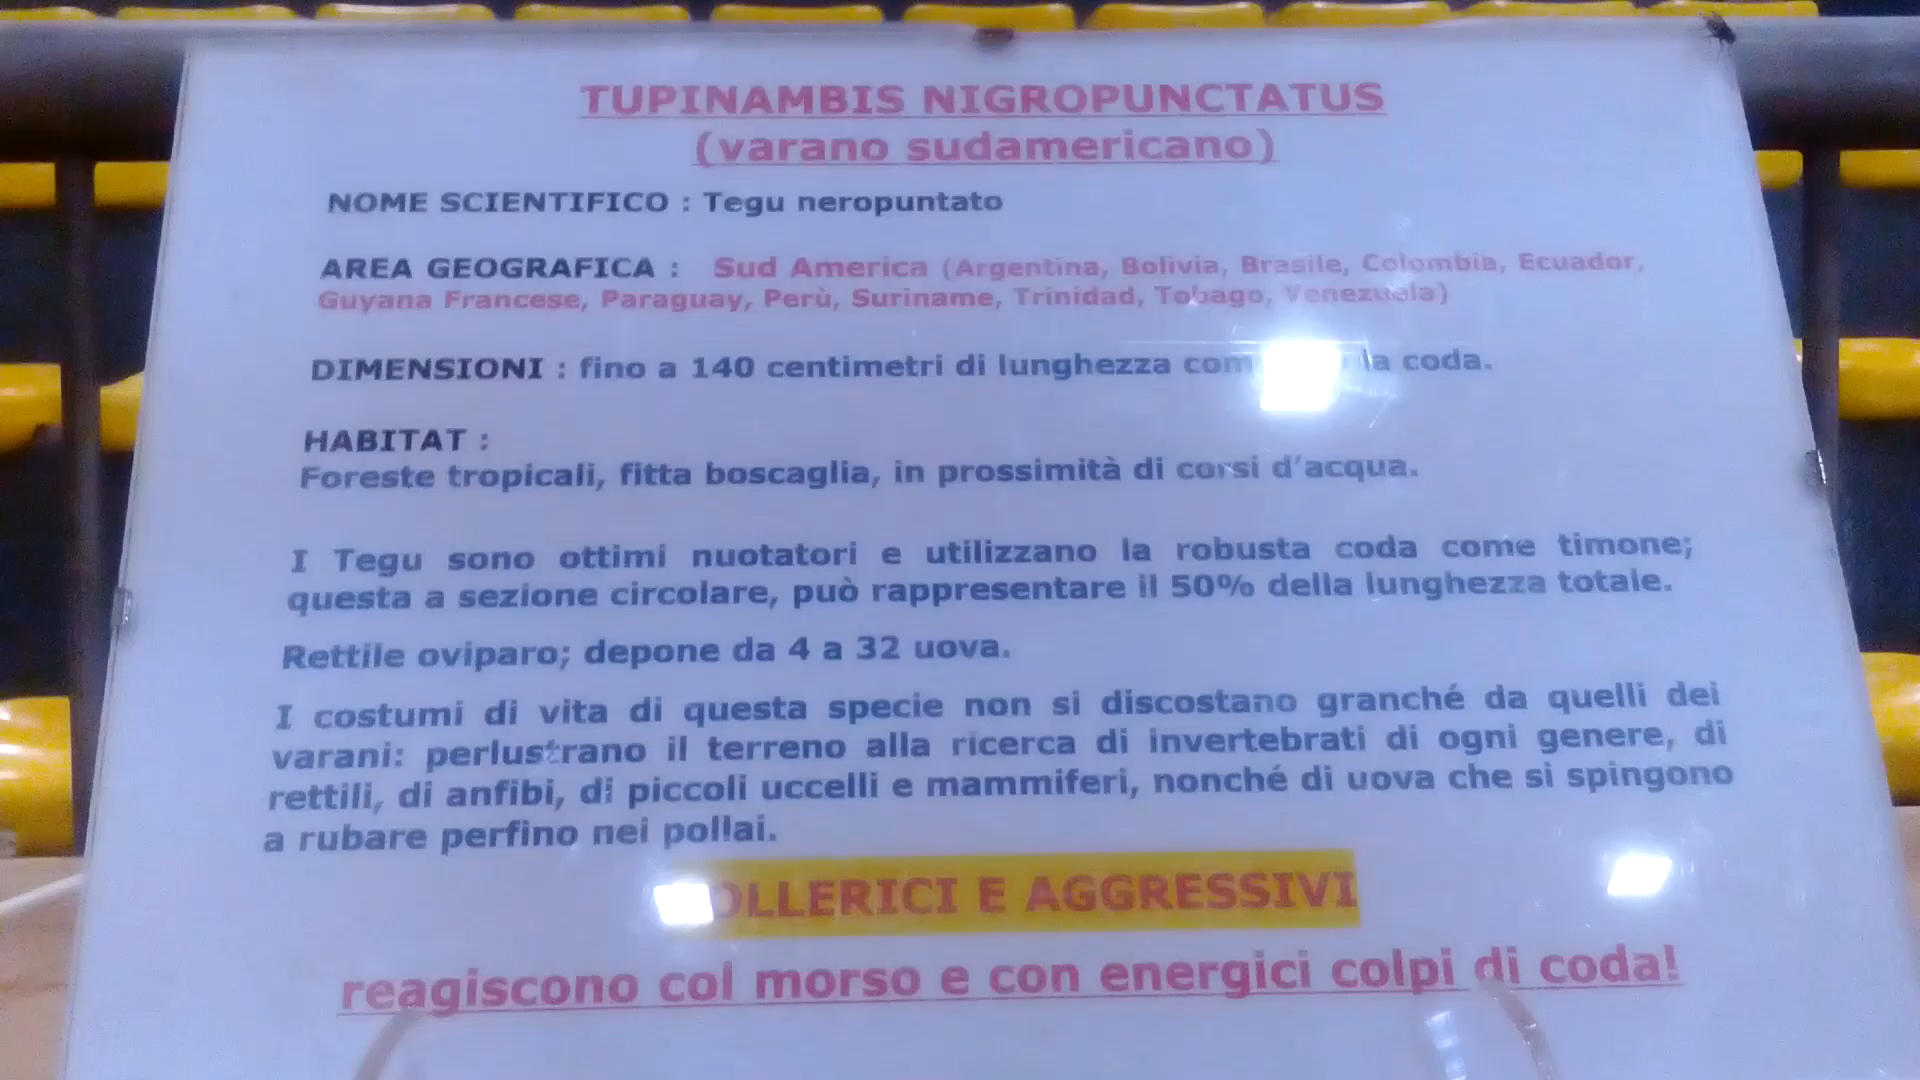 TUPINAMBIS NIGROPUNCTATUS
(varano sudamericano)
NOME SCIENTIFICO : Tegu neropuntato
AREA GEOGRAFICA : Sud America (Argentina, Bolivia, Brasile, Colombia, Ecuador,
Guyana Francese, Paraguay, Perù, Suriname, Trinidad, Tobago, Venezuela)
DIMENSIONI : fino a 140 centimetri di lunghezza la coda.
HABITAT :
Foreste tropicali, fitta boscaglia, in prossimità di corsi d'acqua.
I Tegu sono ottimi nuotatori e utilizzano la robusta coda come timone;
questa a sezione circolare, può rappresentare il 50% della lunghezza totale.
Rettile oviparo; depone da 4 a 32 uova.
I costumi di vita di questa specie non si discostano granché da quelli dei
varani: perlustrano il terreno alla ricerca di invertebrati di ogni genere, di
rettili, di anfibi, di piccoli uccelli e mammiferi, nonché di uova che si spingono
a rubare perfino nei pollai.
E AGGRESSIVI
reagiscono col morso e con energici colpi di coda!